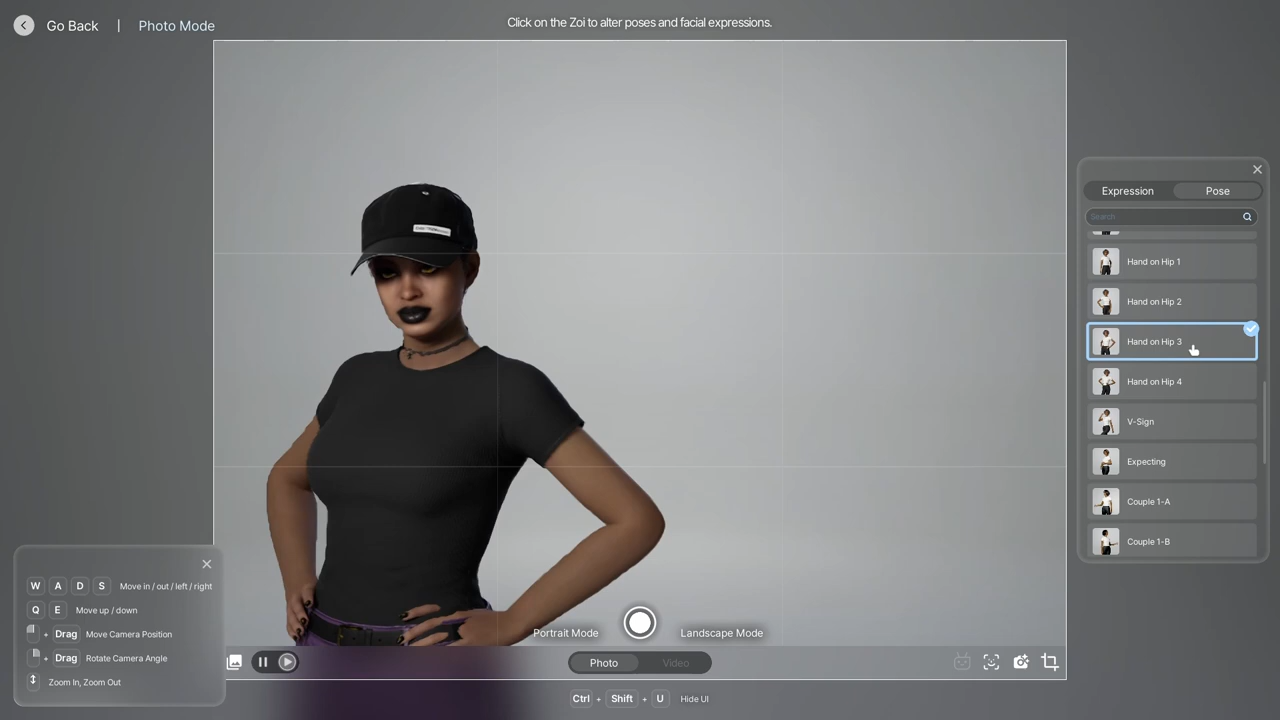 Go Back | Photo Mode
Click on the Zoi to alter poses and facial expressions.
Expression Pose
Search
Hand on Hip 1
Hand on Hip 2
Hand on Hip 3
Hand on Hip 4
V-Sign
Expecting
Couple 1-A
Couple 1-B
W A D S Move in / out / left / right
Q E Move up / down
+ Drag Move Camera Position
+ Drag Rotate Camera Angle
Zoom In, Zoom Out
Portrait Mode Landscape Mode
Photo Video
Ctrl + Shift + U Hide UI